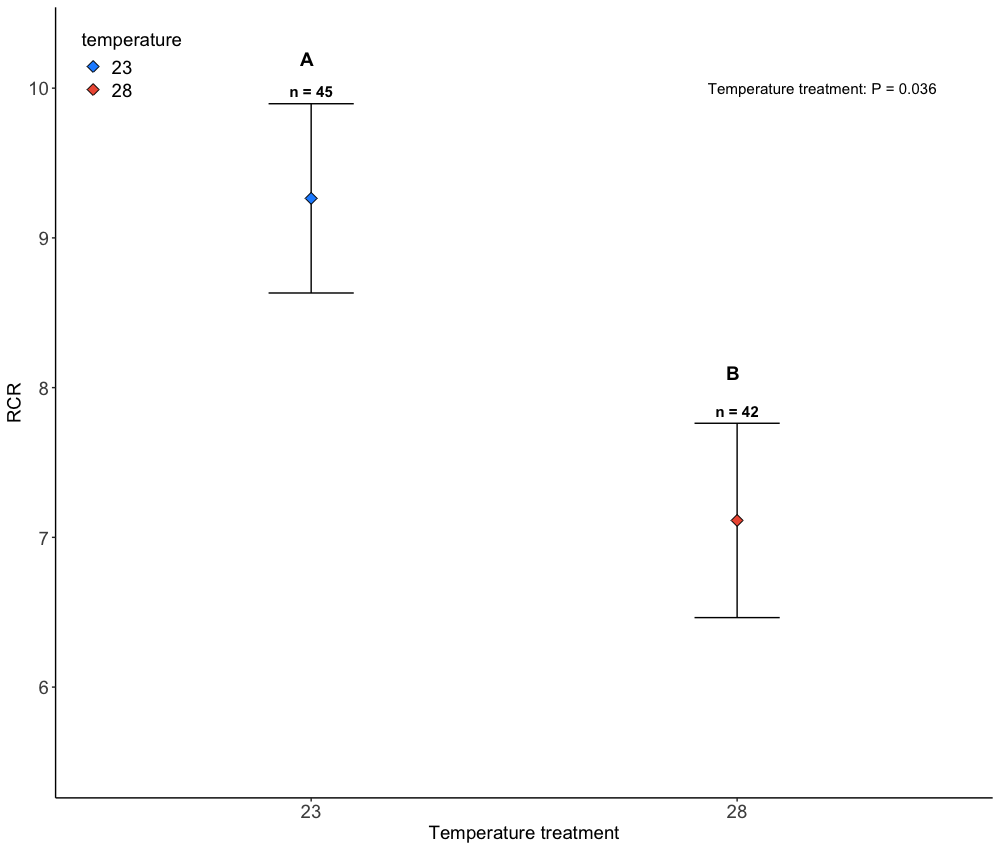 temperature
23
28
A
n = 45
Temperature treatment: P = 0.036
B
n = 42
RCR
10
9
8
7
6
23
28
Temperature treatment